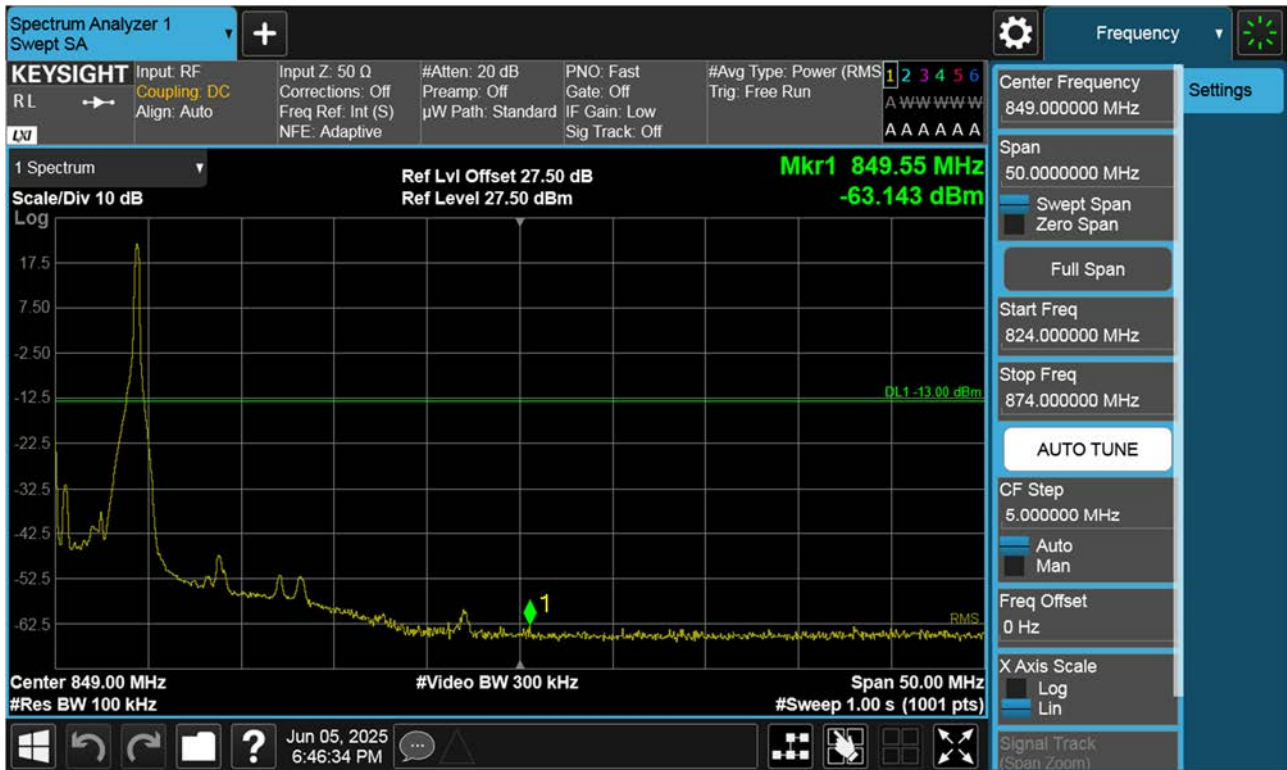 Spectrum Analyzer 1
Swept SA
+
Frequency
KEYSIGHT
RL
LXI
Input: RF
Coupling: DC
Align: Auto
Input Z: 50 Ω
Corrections: Off
Freq Ref: Int (S)
NFE: Adaptive
#Atten: 20 dB
Preamp: Off
µW Path: Standard
PNO: Fast
Gate: Off
IF Gain: Low
Sig Track: Off
#Avg Type: Power (RMS
Trig: Free Run
1 2 3 4 5 6
A W W W W W
A A A A A A
1 Spectrum
Scale/Div 10 dB
Log
Ref Lvl Offset 27.50 dB
Ref Level 27.50 dBm
Mkr1 849.55 MHz
-63.143 dBm
17.5
7.50
-2.50
-12.5
-22.5
-32.5
-42.5
-52.5
-62.5
DL1 -13.00 dBm
1
RMS
Center 849.00 MHz
#Res BW 100 kHz
#Video BW 300 kHz
Span 50.00 MHz
#Sweep 1.00 s (1001 pts)
Center Frequency
849.000000 MHz
Settings
Span
50.0000000 MHz
Swept Span
Zero Span
Full Span
Start Freq
824.000000 MHz
Stop Freq
874.000000 MHz
AUTO TUNE
CF Step
5.000000 MHz
Auto
Man
Freq Offset
0 Hz
X Axis Scale
Log
Lin
Signal Track
(Span Zoom)
?
Jun 05, 2025
6:46:34 PM